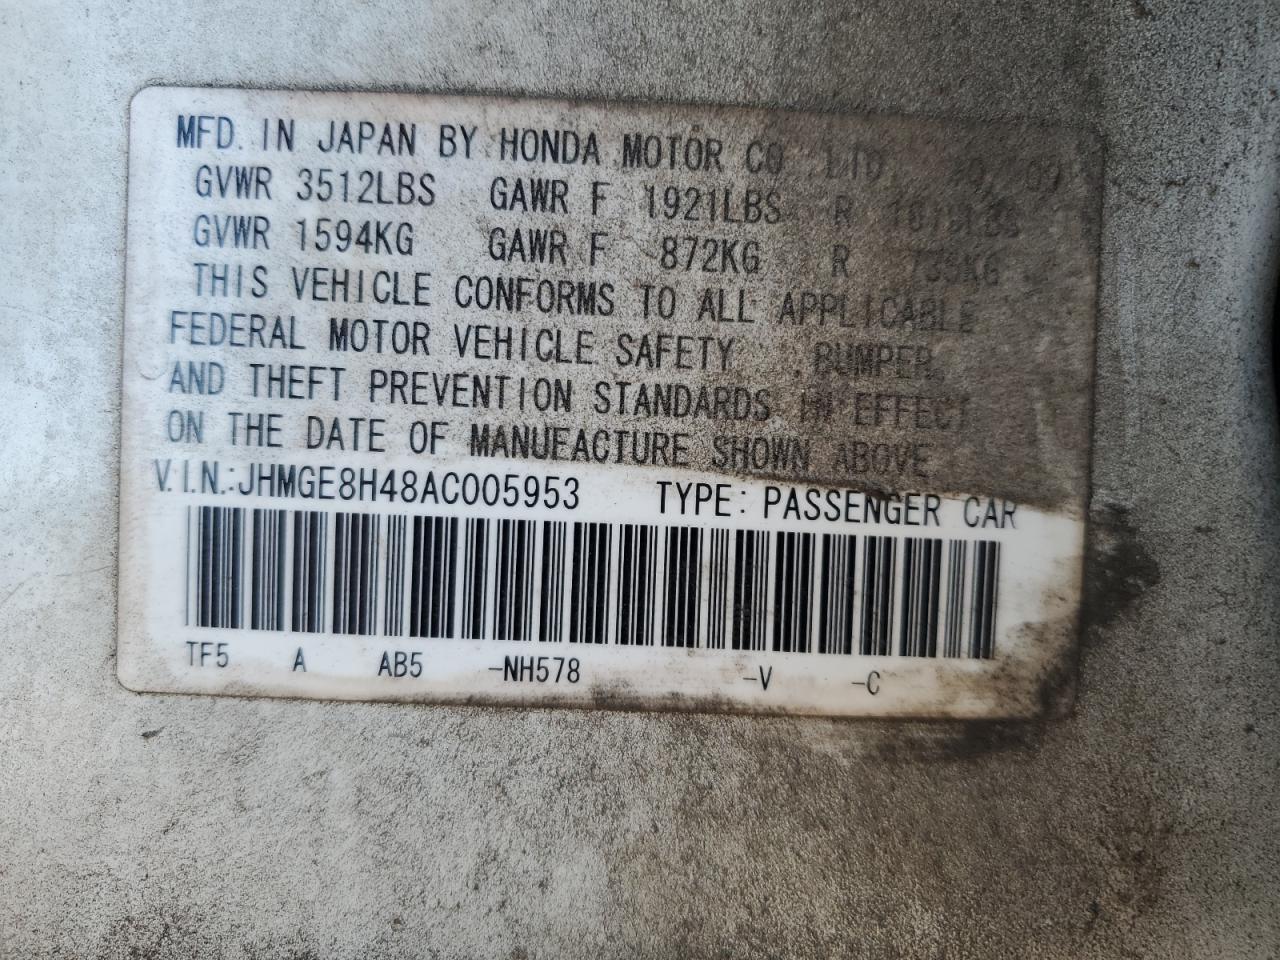 MFD. IN JAPAN BY HONDA MOTOR CO., LTD.
GVWR 3512LBS GAWR F 1921LBS R
GVWR 1594KG GAWR F 872KG R
THIS VEHICLE CONFORMS TO ALL APPLICABLE
FEDERAL MOTOR VEHICLE SAFETY , BUMPER,
AND THEFT PREVENTION STANDARDS IN EFFECT
ON THE DATE OF MANUFACTURE SHOWN ABOVE
V.I.N.:JHMGE8H48AC005953 TYPE: PASSENGER CAR
TF5 A AB5 -NH578 -V -C